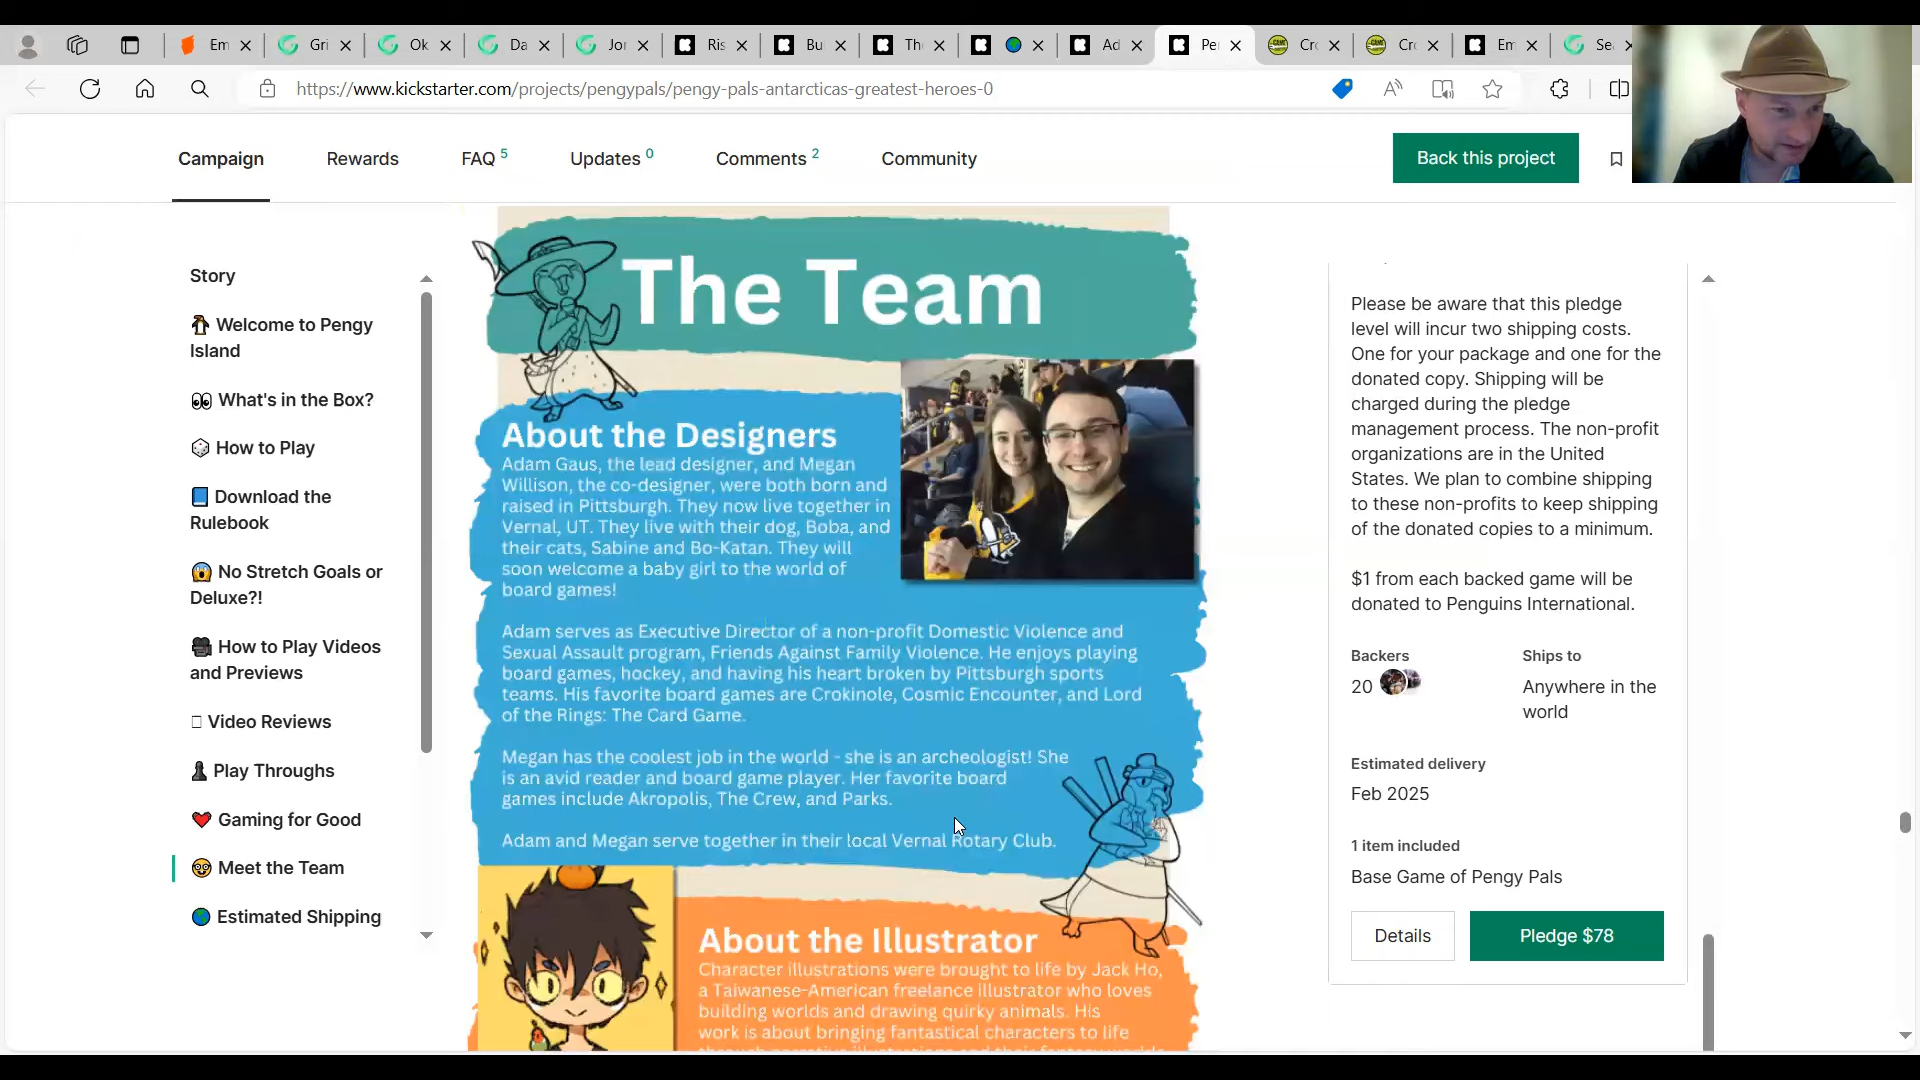 Em
Gri
Ok
Da
Jor
Ris
Bu
The
Ad
Per
Cro
Cro
Em
Se
https://www.kickstarter.com/projects/pengypals/pengy-pals-antarcticas-greatest-heroes-0
Campaign
Rewards
FAQ 5
Updates 0
Comments 2
Community
Back this project
Story
Welcome to Pengy
Island
What's in the Box?
How to Play
Download the
Rulebook
No Stretch Goals or
Deluxe?!
How to Play Videos
and Previews
Video Reviews
Play Throughs
Gaming for Good
Meet the Team
Estimated Shipping
The Team
About the Designers
Adam Gaus, the lead designer, and Megan
Willison, the co-designer, were both born and
raised in Pittsburgh. They now live together in
Vernal, UT. They live with their dog, Boba, and
their cats, Sabine and Bo-Katan. They will
soon welcome a baby girl to the world of
board games!
Adam serves as Executive Director of a non-profit Domestic Violence and
Sexual Assault program, Friends Against Family Violence. He enjoys playing
board games, hockey, and having his heart broken by Pittsburgh sports
teams. His favorite board games are Crokinole, Cosmic Encounter, and Lord
of the Rings: The Card Game.
Megan has the coolest job in the world - she is an archeologist! She
is an avid reader and board game player. Her favorite board
games include Akropolis, The Crew, and Parks.
Adam and Megan serve together in their local Vernal Rotary Club.
About the Illustrator
Character illustrations were brought to life by Jack Ho,
a Taiwanese-American freelance illustrator who loves
building worlds and drawing quirky animals. His
work is about bringing fantastical characters to life
Please be aware that this pledge
level will incur two shipping costs.
One for your package and one for the
donated copy. Shipping will be
charged during the pledge
management process. The non-profit
organizations are in the United
States. We plan to combine shipping
to these non-profits to keep shipping
of the donated copies to a minimum.
$1 from each backed game will be
donated to Penguins International.
Backers
20
Ships to
Anywhere in the
world
Estimated delivery
Feb 2025
1 item included
Base Game of Pengy Pals
Details
Pledge $78